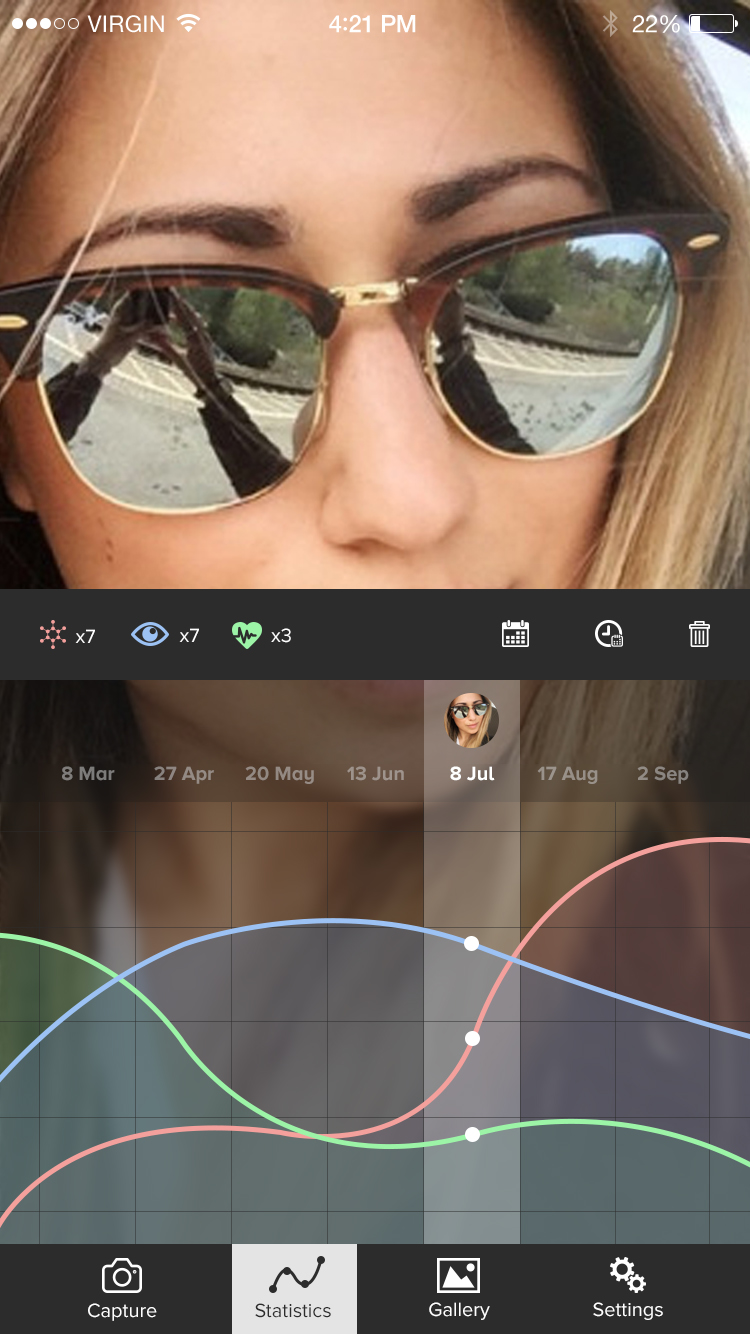 VIRGIN 4:21 PM 22%
x7 x7 x3
8 Mar 27 Apr 20 May 13 Jun 8 Jul 17 Aug 2 Sep
Capture Statistics Gallery Settings